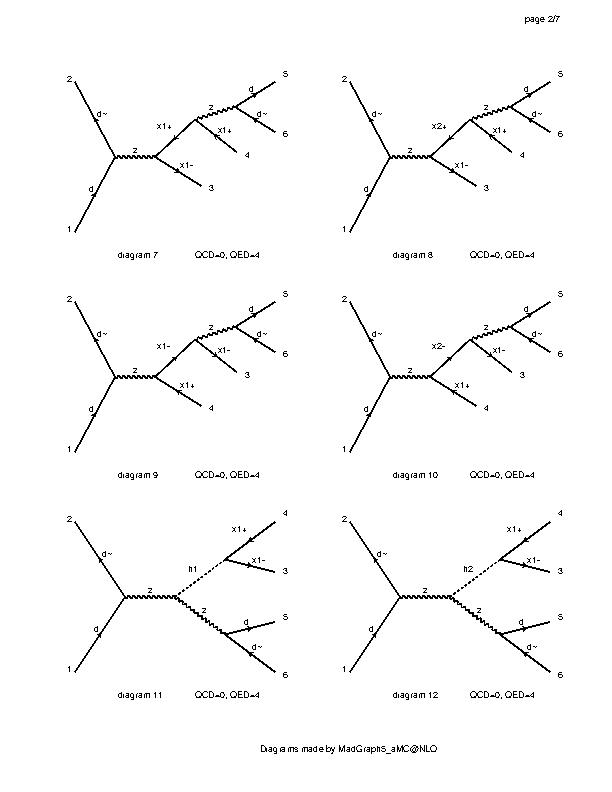 page 2/7
2 d~ d 1 z x1+ x1- 3 z x1+ 4 d 5 d~ 6
diagram 7 QCD=0, QED=4
2 d~ d 1 z x2+ x1- 3 z x1+ 4 d 5 d~ 6
diagram 8 QCD=0, QED=4
2 d~ d 1 z x1- x1+ 4 z x1- 3 d 5 d~ 6
diagram 9 QCD=0, QED=4
2 d~ d 1 z x2- x1+ 4 z x1- 3 d 5 d~ 6
diagram 10 QCD=0, QED=4
2 d~ d 1 z h1 x1+ 4 x1- 3 z d 5 d~ 6
diagram 11 QCD=0, QED=4
2 d~ d 1 z h2 x1+ 4 x1- 3 z d 5 d~ 6
diagram 12 QCD=0, QED=4
Diagrams made by MadGraph5_aMC@NLO